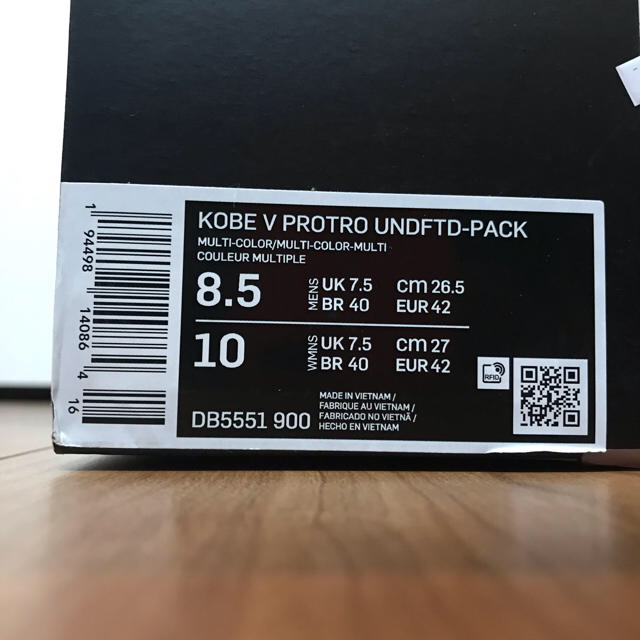 KOBE V PROTRO UNDFTD-PACK
MULTI-COLOR/MULTI-COLOR-MULTI
COULEUR MULTIPLE
8.5 MENS UK 7.5 cm 26.5
BR 40 EUR 42
10 WMNS UK 7.5 cm 27
BR 40 EUR 42
RFID
DB5551 900
MADE IN VIETNAM /
FABRIQUE AU VIETNAM /
FABRICADO NO VIETNÃ /
HECHO EN VIETNAM
1 94498 14086 4 16